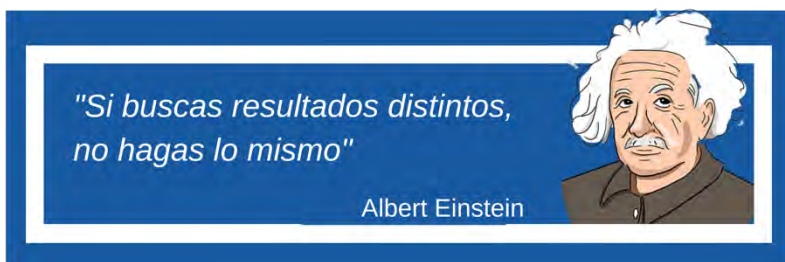 "Si buscas resultados distintos,
no hagas lo mismo"
Albert Einstein